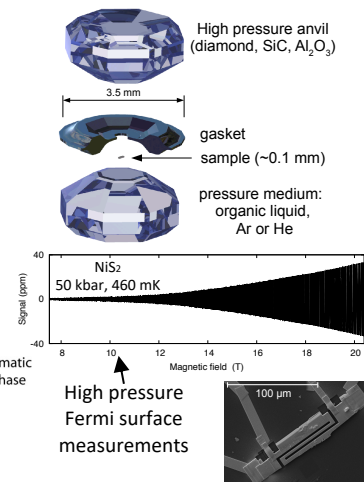 High pressure anvil
(diamond, SiC, Al₂O₃)
3.5 mm
gasket
sample (~0.1 mm)
pressure medium:
organic liquid,
Ar or He
40
NiS₂
50 kbar, 460 mK
Signal (ppm)
0
-40
8
10
12
14
16
18
20
Magnetic field (T)
matic
hase
High pressure
Fermi surface
measurements
100 μm